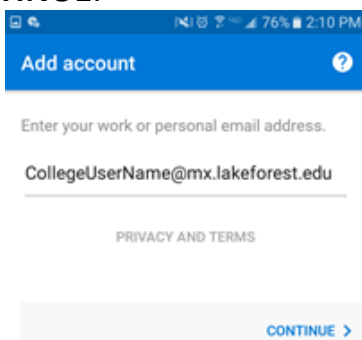 76% 2:10 PM
Add account
?
Enter your work or personal email address.
CollegeUserName@mx.lakeforest.edu
PRIVACY AND TERMS
CONTINUE >